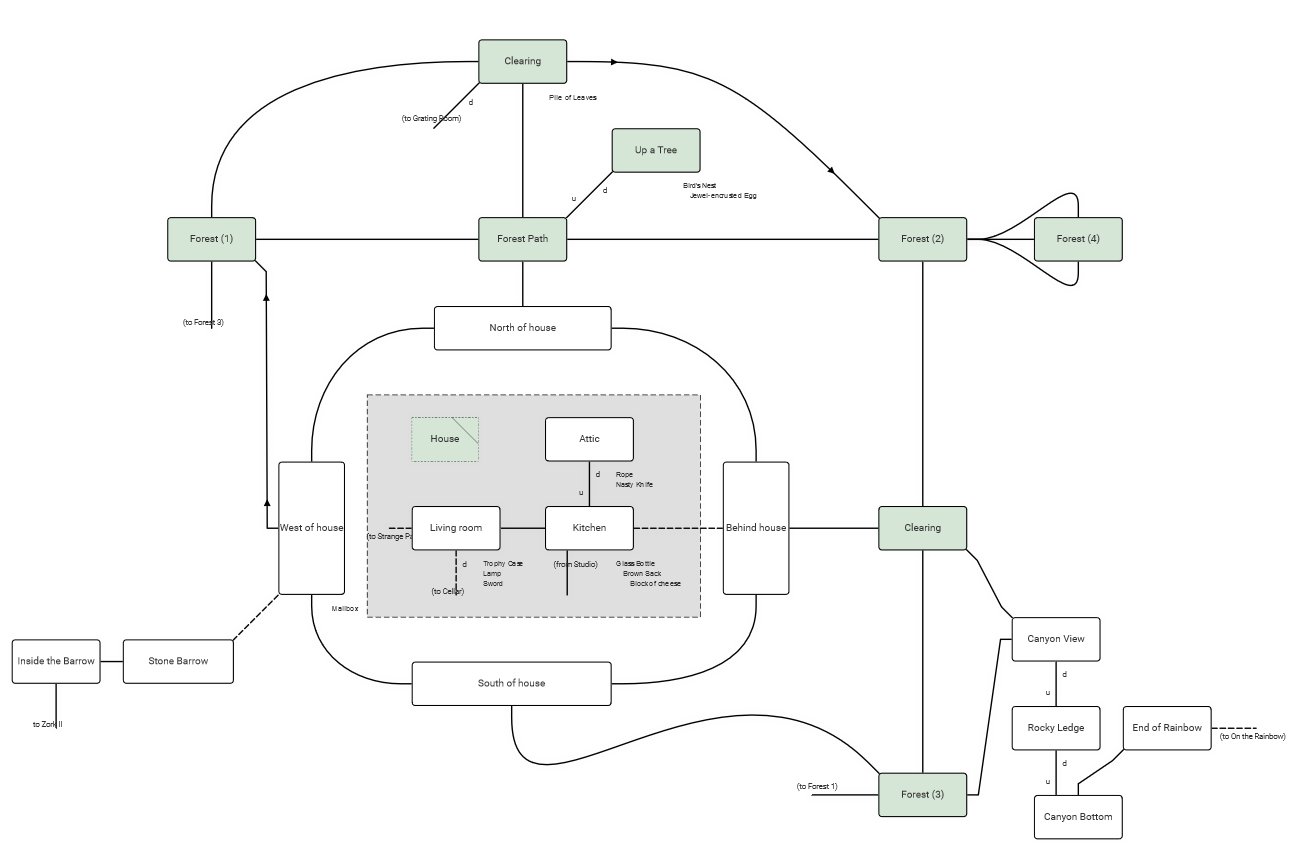 Clearing
d
Pile of Leaves
(to Grating Room)
Up a Tree
Bird's Nest
Jewel-encrusted Egg
d
u
Forest (1)
Forest Path
Forest (2)
Forest (4)
(to Forest 3)
North of house
House
Attic
d
Rope
Nasty Knife
u
West of house
Living room
Kitchen
Behind house
Clearing
(to Strange Pa
d
Trophy Case
Lamp
Sword
(to Cellar)
(from Studio)
Glass Bottle
Brown Sack
Block of cheese
Mailbox
Inside the Barrow
Stone Barrow
to Zork II
South of house
Canyon View
d
u
Rocky Ledge
End of Rainbow
(to On the Rainbow)
d
u
(to Forest 1)
Forest (3)
Canyon Bottom